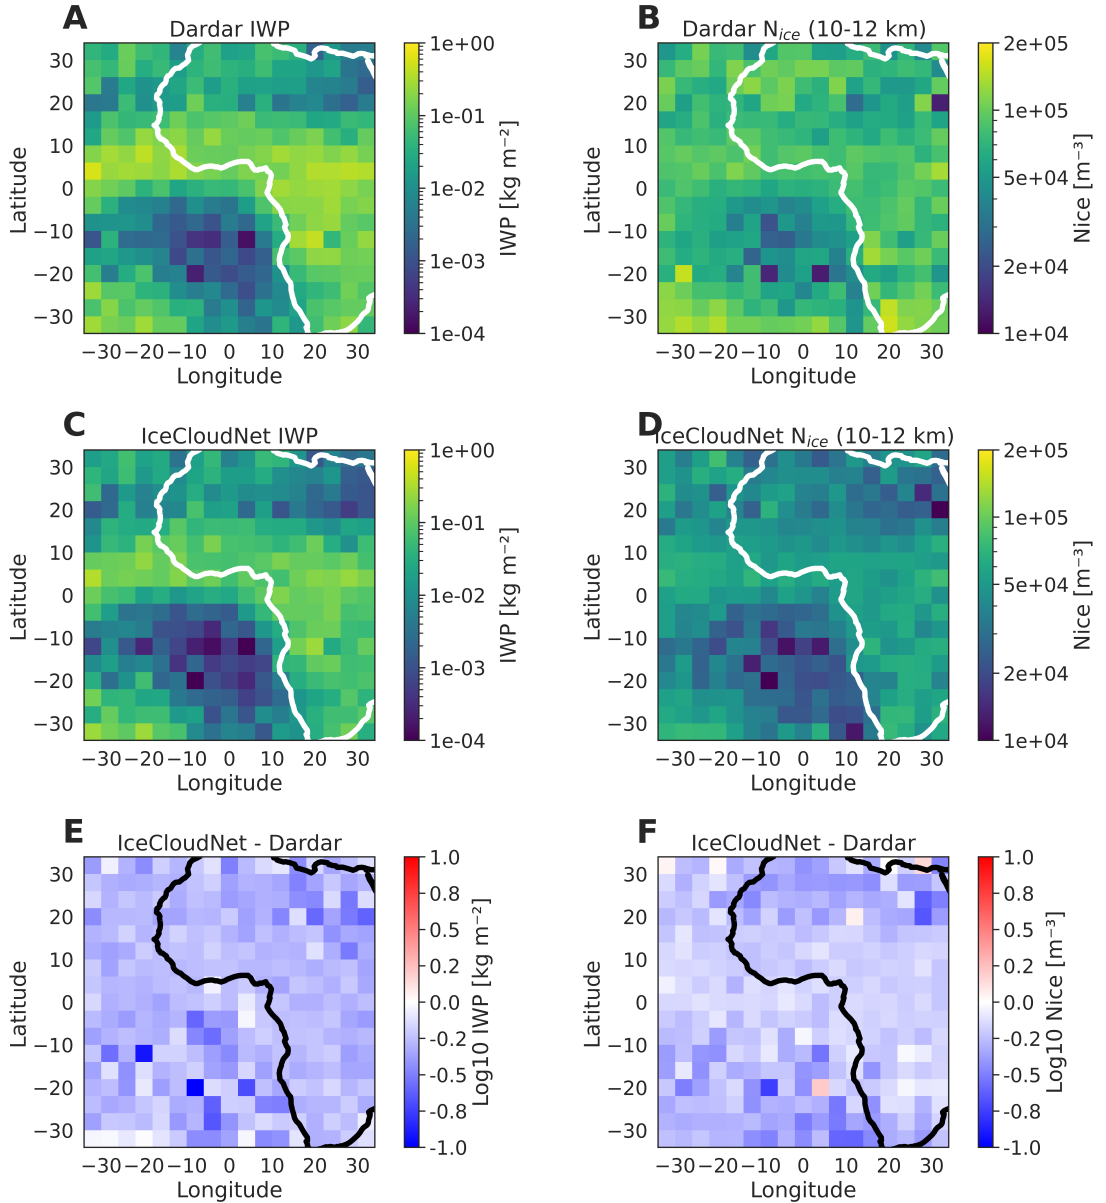 A
Dardar IWP
30
20
10
0
−10
−20
−30
Latitude
−30 −20 −10 0 10 20 30
Longitude
1e+00
1e-01
1e-02
1e-03
1e-04
IWP [kg m⁻²]
B
Dardar Nice (10-12 km)
30
20
10
0
−10
−20
−30
Latitude
−30 −20 −10 0 10 20 30
Longitude
2e+05
1e+05
5e+04
2e+04
1e+04
Nice [m⁻³]
C
IceCloudNet IWP
30
20
10
0
−10
−20
−30
Latitude
−30 −20 −10 0 10 20 30
Longitude
1e+00
1e-01
1e-02
1e-03
1e-04
IWP [kg m⁻²]
D
IceCloudNet Nice (10-12 km)
30
20
10
0
−10
−20
−30
Latitude
−30 −20 −10 0 10 20 30
Longitude
2e+05
1e+05
5e+04
2e+04
1e+04
Nice [m⁻³]
E
IceCloudNet - Dardar
30
20
10
0
−10
−20
−30
Latitude
−30 −20 −10 0 10 20 30
Longitude
1.0
0.8
0.5
0.2
0.0
-0.2
-0.5
-0.8
-1.0
Log10 IWP [kg m⁻²]
F
IceCloudNet - Dardar
30
20
10
0
−10
−20
−30
Latitude
−30 −20 −10 0 10 20 30
Longitude
1.0
0.8
0.5
0.2
0.0
-0.2
-0.5
-0.8
-1.0
Log10 Nice [m⁻³]